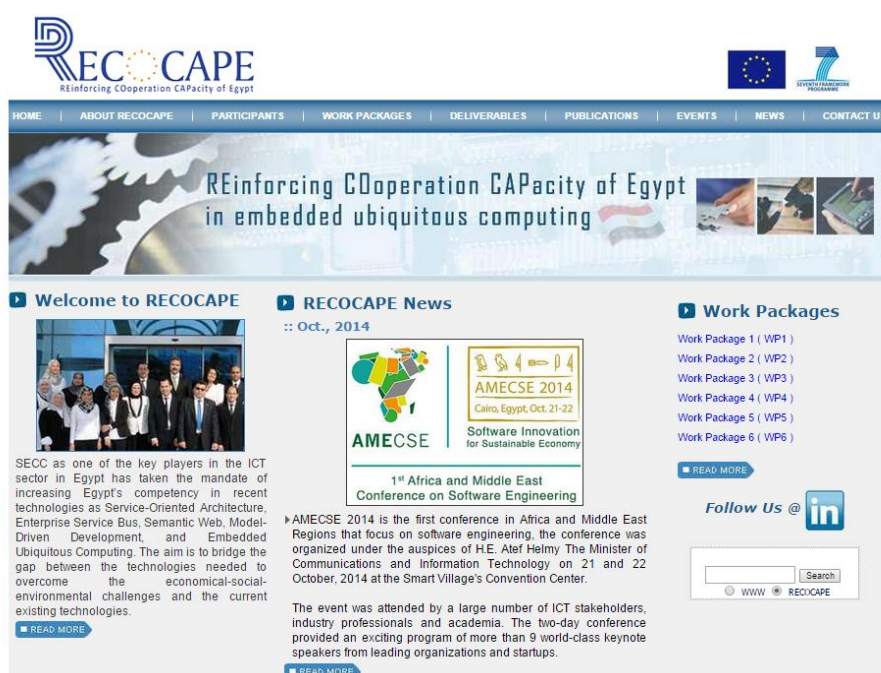 RECOCAPE
REinforcing COoperation CAPacity of Egypt
SEVENTH FRAMEWORK
PROGRAMME
HOME | ABOUT RECOCAPE | PARTICIPANTS | WORK PACKAGES | DELIVERABLES | PUBLICATIONS | EVENTS | NEWS | CONTACT U
REinforcing COoperation CAPacity of Egypt
in embedded ubiquitous computing
Welcome to RECOCAPE
SECC as one of the key players in the ICT
sector in Egypt has taken the mandate of
increasing Egypt's competency in recent
technologies as Service-Oriented Architecture,
Enterprise Service Bus, Semantic Web, Model-
Driven Development, and Embedded
Ubiquitous Computing. The aim is to bridge the
gap between the technologies needed to
overcome the economical-social-
environmental challenges and the current
existing technologies.
READ MORE
RECOCAPE News
:: Oct., 2014
AMECSE
AMECSE 2014
Cairo, Egypt, Oct. 21-22
Software Innovation
for Sustainable Economy
1st Africa and Middle East
Conference on Software Engineering
AMECSE 2014 is the first conference in Africa and Middle East
Regions that focus on software engineering, the conference was
organized under the auspices of H.E. Atef Helmy The Minister of
Communications and Information Technology on 21 and 22
October, 2014 at the Smart Village's Convention Center.
The event was attended by a large number of ICT stakeholders,
industry professionals and academia. The two-day conference
provided an exciting program of more than 9 world-class keynote
speakers from leading organizations and startups.
READ MORE
Work Packages
Work Package 1 ( WP1 )
Work Package 2 ( WP2 )
Work Package 3 ( WP3 )
Work Package 4 ( WP4 )
Work Package 5 ( WP5 )
Work Package 6 ( WP6 )
READ MORE
Follow Us @ in
Search
WWW RECOCAPE